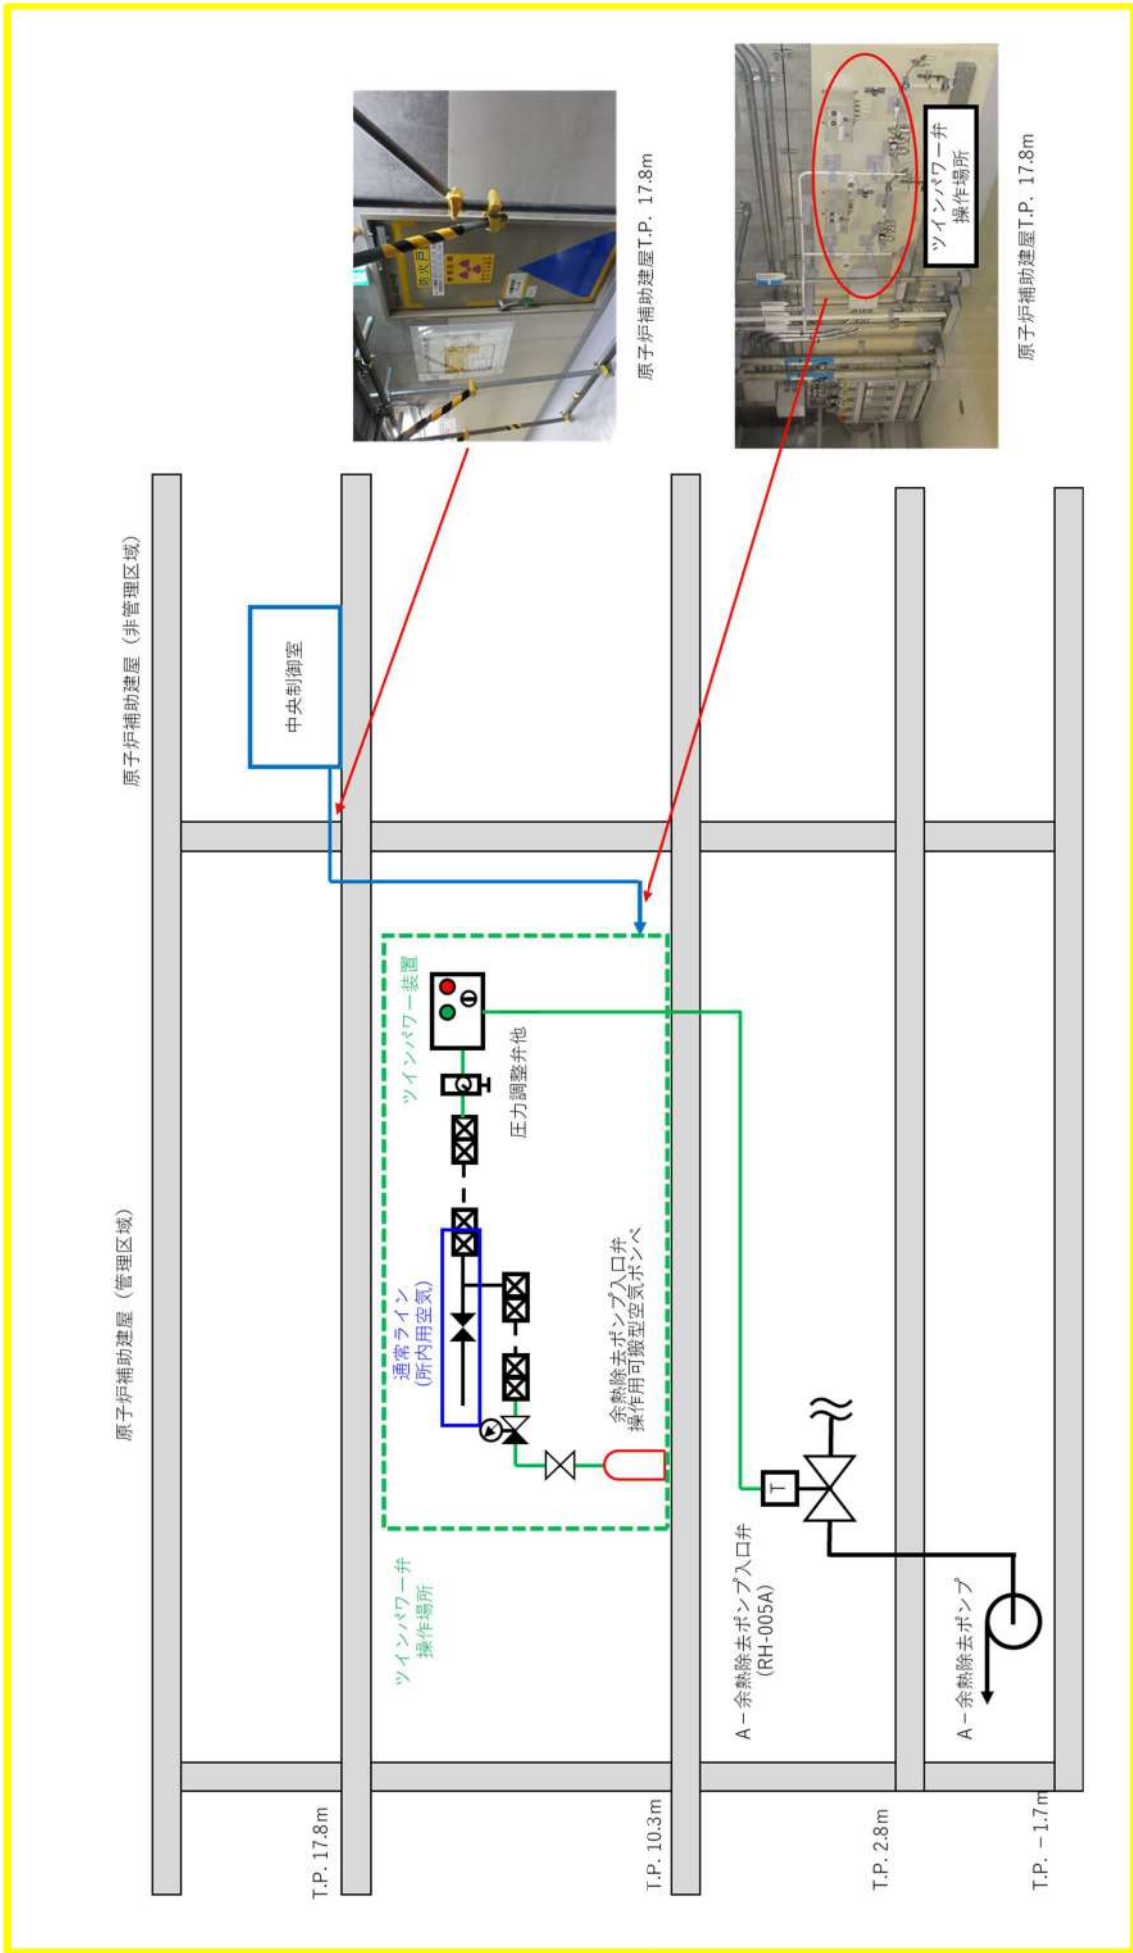 原子炉補助建屋（管理区域）
原子炉補助建屋（非管理区域）
中央制御室
T.P. 17.8m
ツインパワー弁
操作場所
通常ライン
(所内用空気)
ツインパワー装置
圧力調整弁他
余熱除去ポンプ入口弁
操作用可搬型空気ボンベ
T.P. 10.3m
A－余熱除去ポンプ入口弁
(RH-005A)
T
T.P. 2.8m
A－余熱除去ポンプ
T.P. －1.7m
防火戸
原子炉補助建屋T.P. 17.8m
ツインパワー弁
操作場所
原子炉補助建屋T.P. 17.8m